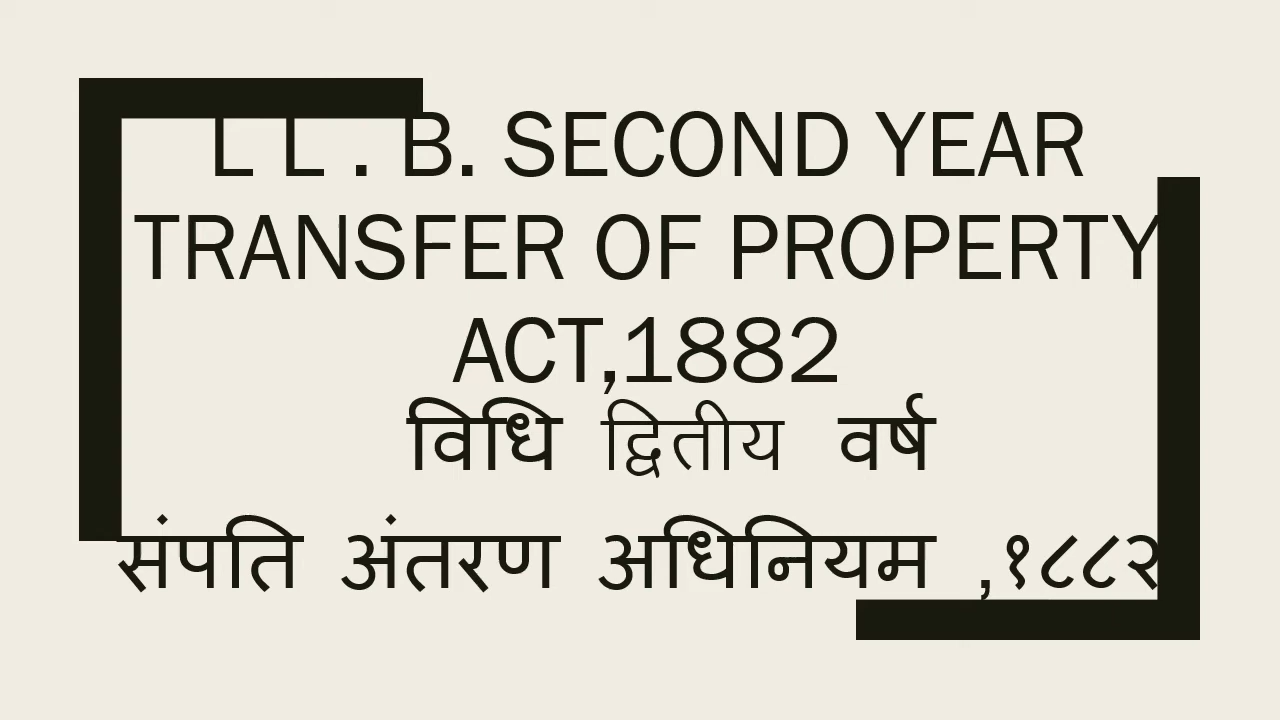 L L . B. SECOND YEAR
TRANSFER OF PROPERTY
ACT,1882
विधि द्वितीय वर्ष
संपति अंतरण अधिनियम ,१८८२